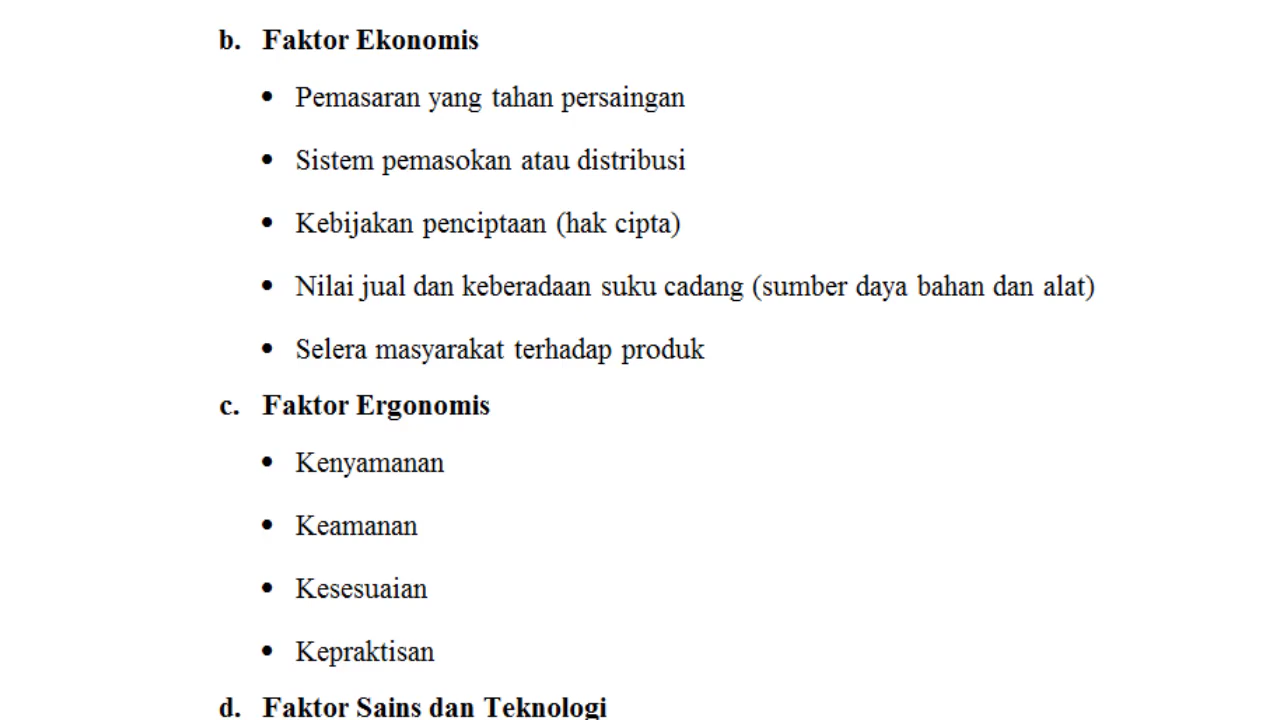 b. Faktor Ekonomis
• Pemasaran yang tahan persaingan
• Sistem pemasokan atau distribusi
• Kebijakan penciptaan (hak cipta)
• Nilai jual dan keberadaan suku cadang (sumber daya bahan dan alat)
• Selera masyarakat terhadap produk
c. Faktor Ergonomis
• Kenyamanan
• Keamanan
• Kesesuaian
• Kepraktisan
d. Faktor Sains dan Teknologi